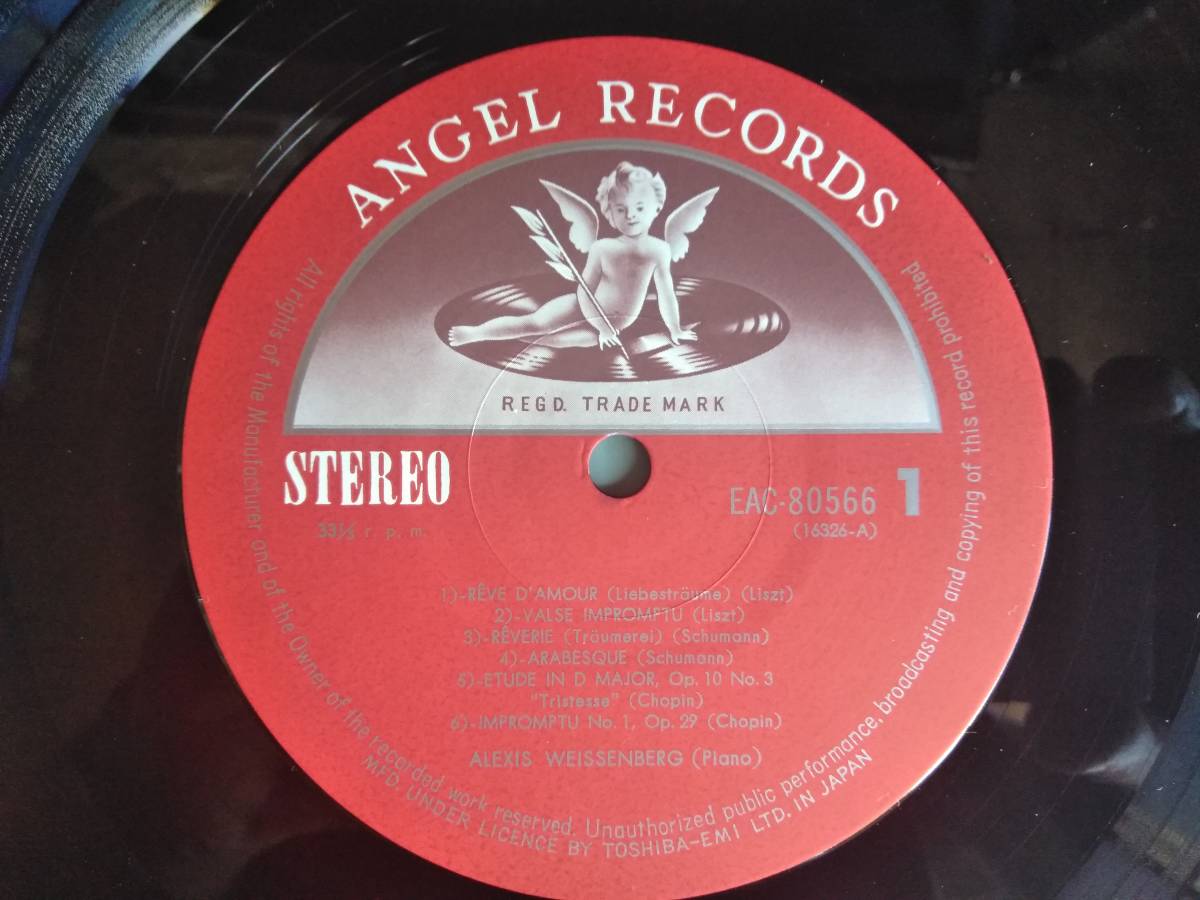 ANGEL RECORDS
REGD. TRADE MARK
STEREO
33⅓ r. p. m.
EAC-80566 1
(16326-A)
1)-RÊVE D'AMOUR (Liebesträume) (Liszt)
2)-VALSE IMPROMPTU (Liszt)
3)-RÊVERIE (Träumerei) (Schumann)
4)-ARABESQUE (Schumann)
5)-ETUDE IN D MAJOR, Op. 10 No. 3
"Tristesse" (Chopin)
6)-IMPROMPTU No. 1, Op. 29 (Chopin)
ALEXIS WEISSENBERG (Piano)
All rights of the Manufacturer and of the Owner of the recorded work reserved. Unauthorized public performance, broadcasting and copying of this record prohibited
MFD. UNDER LICENCE BY TOSHIBA-EMI LTD. IN JAPAN